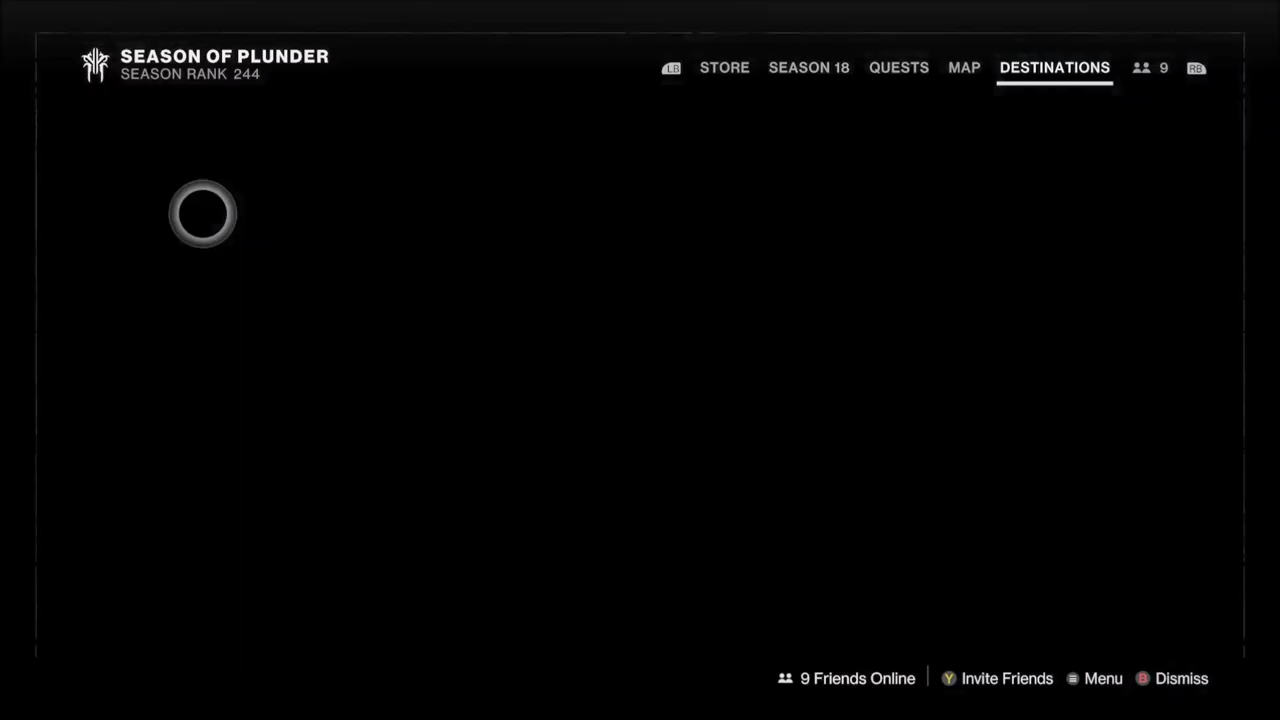 SEASON OF PLUNDER
SEASON RANK 244
LB STORE SEASON 18 QUESTS MAP DESTINATIONS 9 RB
9 Friends Online Y Invite Friends Menu B Dismiss